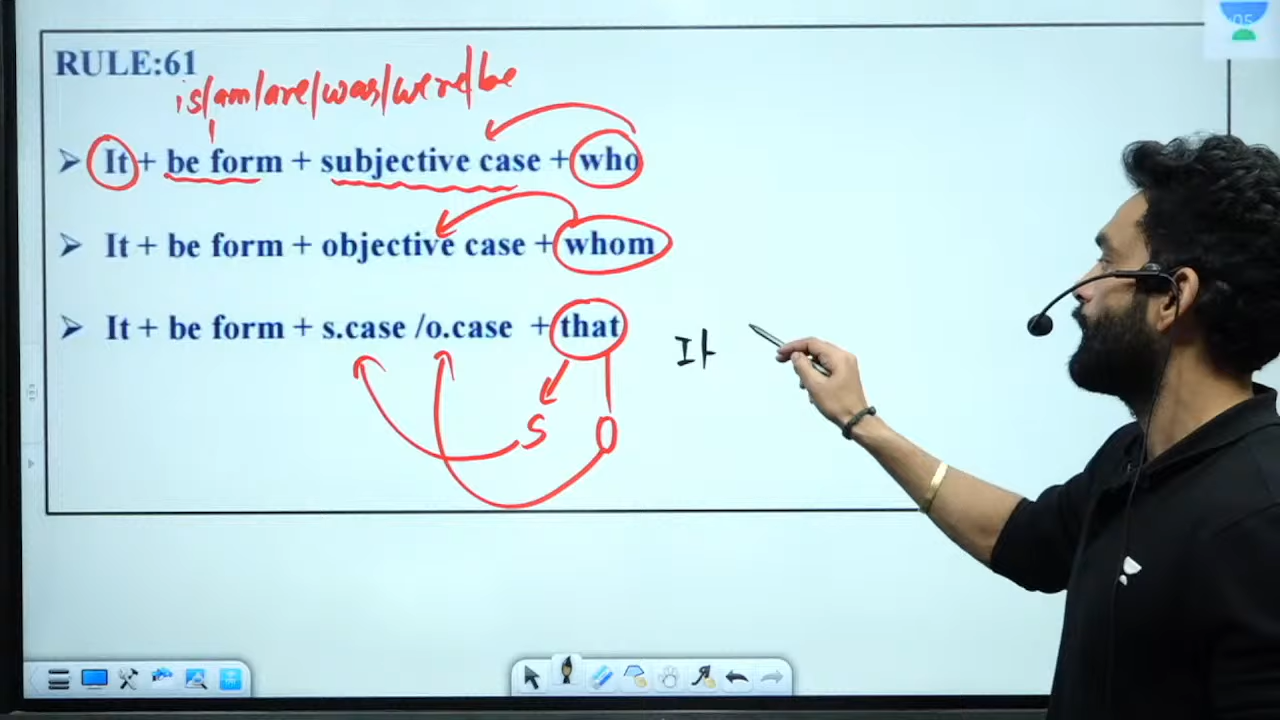 RULE:61
is/am/are/was/were/be
➤ It + be form + subjective case + who
➤ It + be form + objective case + whom
➤ It + be form + s.case /o.case + that
It
S
O